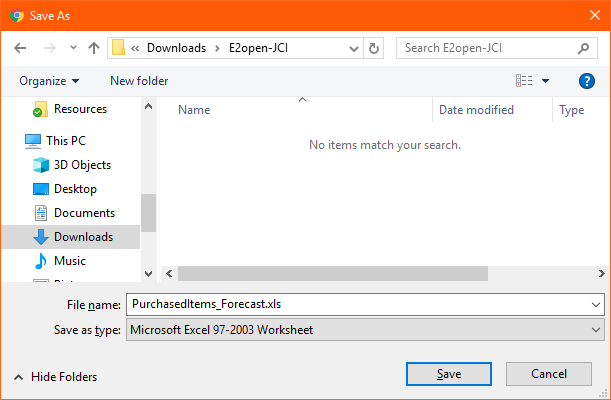 Save As
« Downloads > E2open-JCI
Search E2open-JCI
Organize
New folder
?
Resources
This PC
3D Objects
Desktop
Documents
Downloads
Music
Name
Date modified
Type
No items match your search.
File name: PurchasedItems_Forecast.xls
Save as type: Microsoft Excel 97-2003 Worksheet
Hide Folders
Save
Cancel